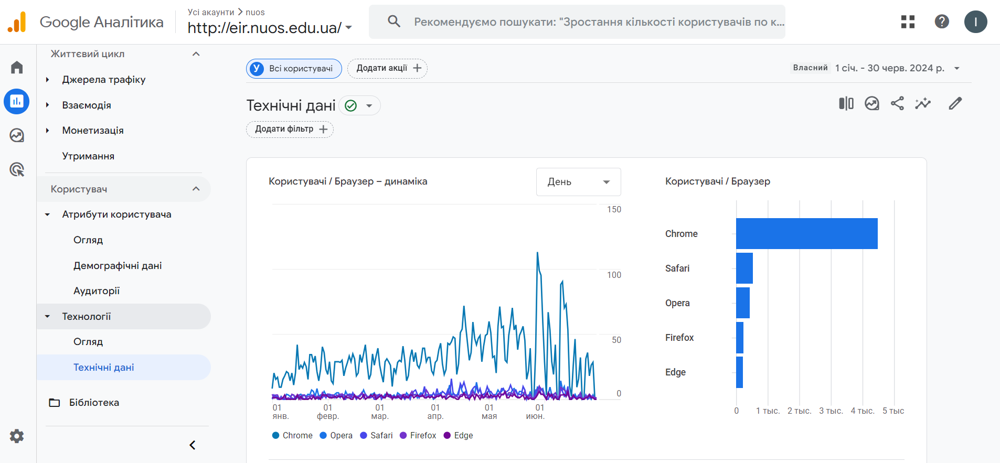 Google Аналітика
Усі акаунти > nuos
http://eir.nuos.edu.ua/
Рекомендуємо пошукати: "Зростання кількості користувачів по к...
?
І
Життєвий цикл
Джерела трафіку
Взаємодія
Монетизація
Утримання
Користувач
Атрибути користувача
Огляд
Демографічні дані
Аудиторії
Технології
Огляд
Технічні дані
Бібліотека
У Всі користувачі
Додати акції +
Власний 1 січ. - 30 черв. 2024 р.
Технічні дані
Додати фільтр +
Користувачі / Браузер – динаміка
День
150
100
50
0
01 янв.
01 февр.
01 мар.
01 апр.
01 мая
01 июн.
Chrome Opera Safari Firefox Edge
Користувачі / Браузер
Chrome
Safari
Opera
Firefox
Edge
0 1 тыс. 2 тыс. 3 тыс. 4 тыс. 5 тыс